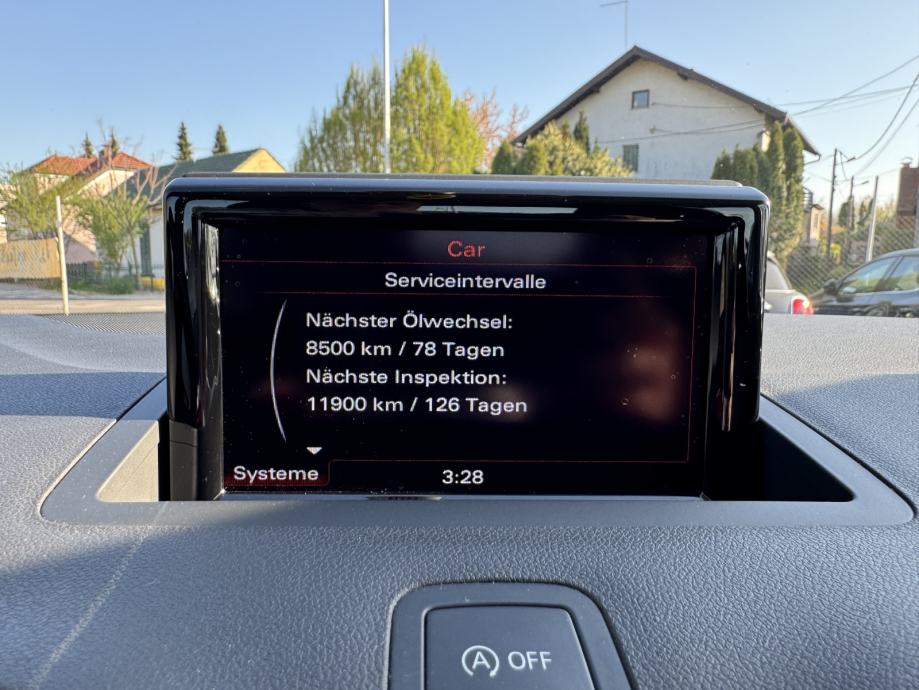 Car
Serviceintervalle
Nächster Ölwechsel:
8500 km / 78 Tagen
Nächste Inspektion:
11900 km / 126 Tagen
Systeme 3:28
A OFF